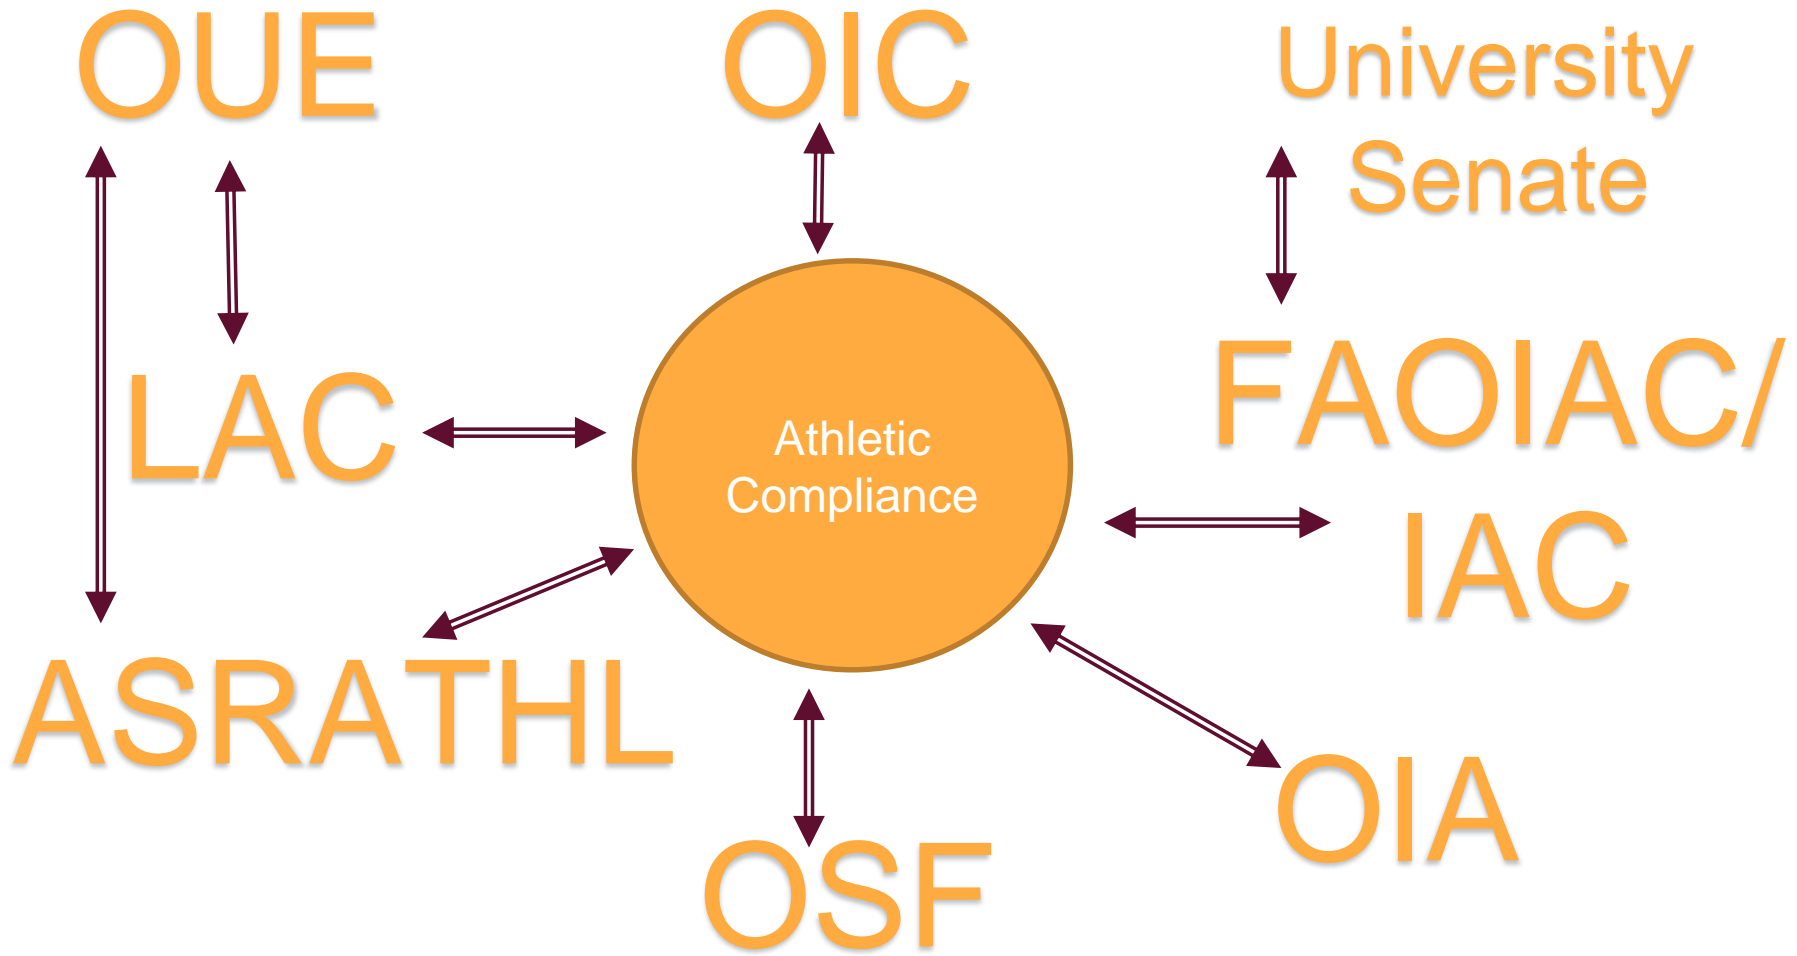 OUE
OIC
University
Senate
LAC
Athletic
Compliance
FAOIAC/
IAC
ASRATHL
OSF
OIA